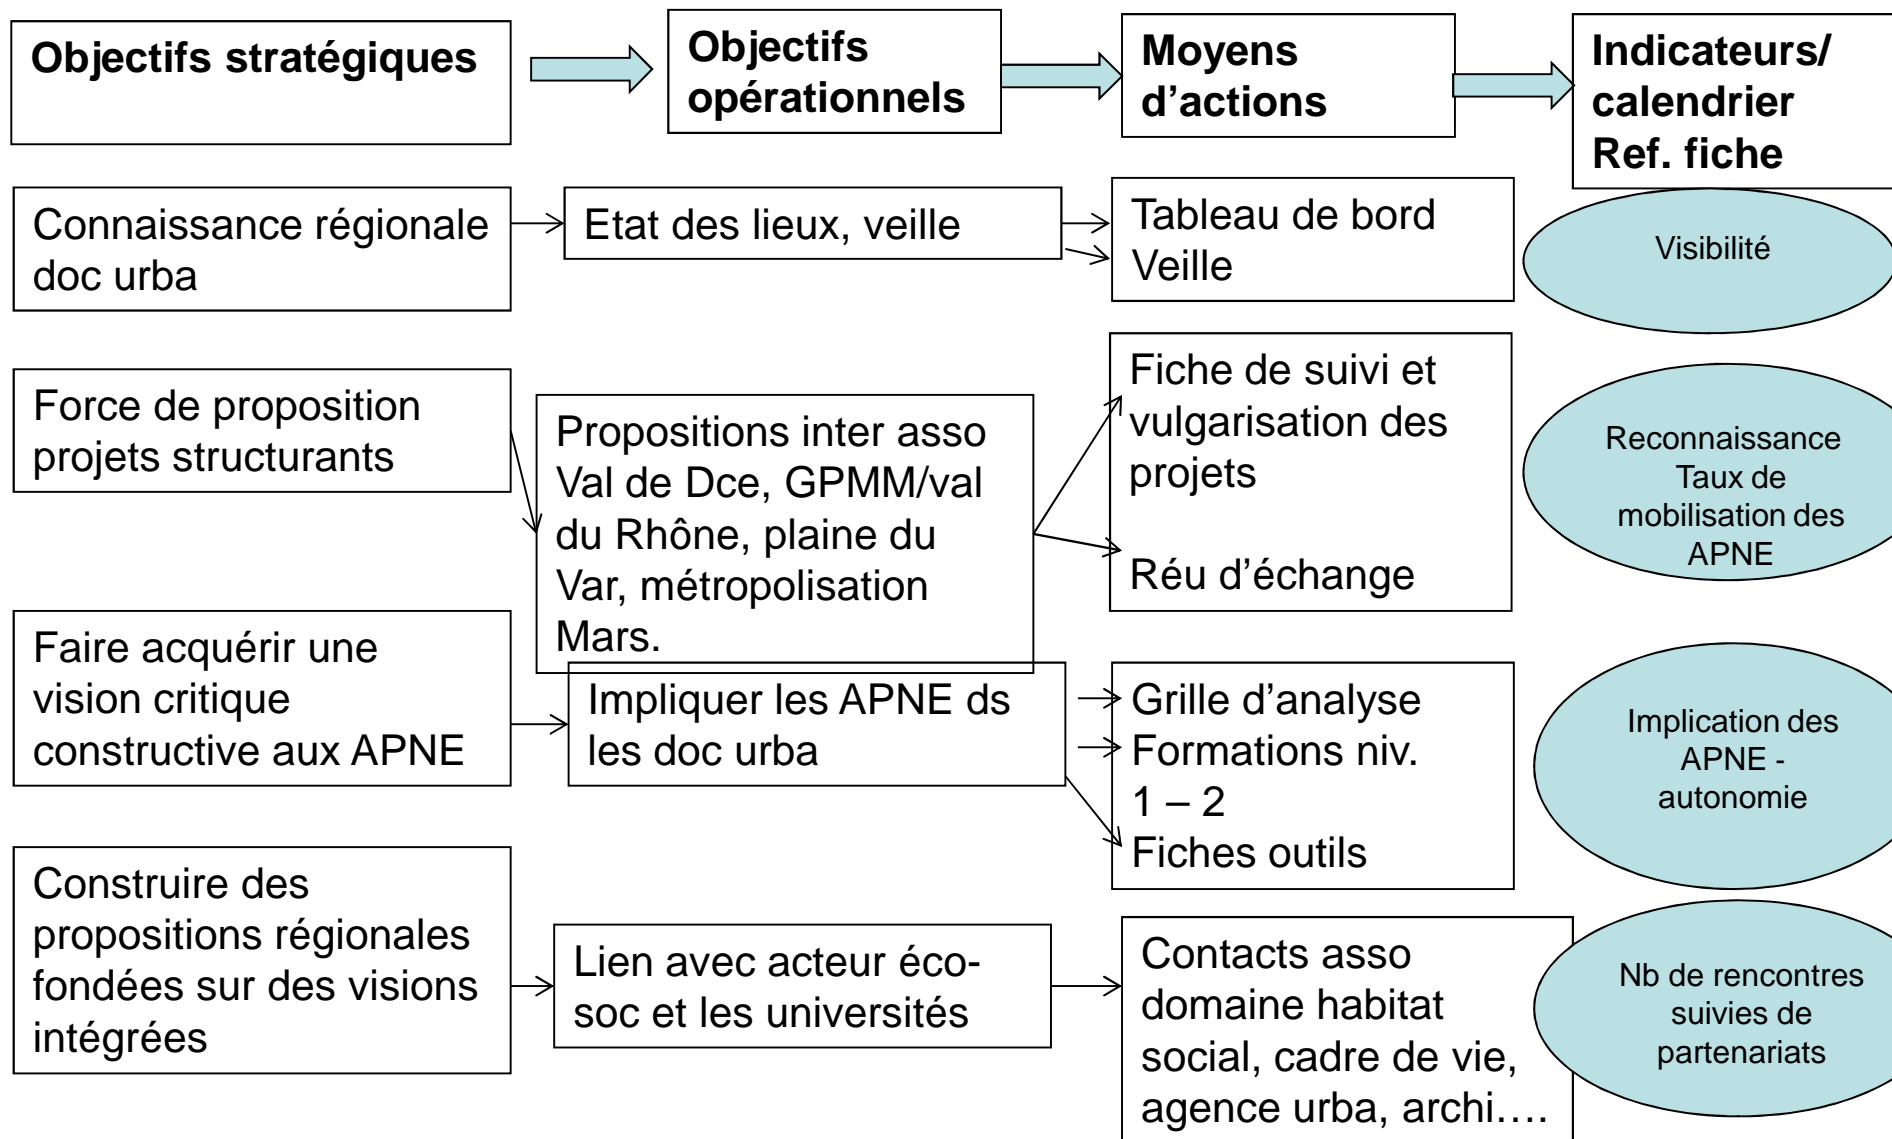 Objectifs stratégiques
Objectifs
opérationnels
Moyens
d’actions
Indicateurs/
calendrier
Ref. fiche
Connaissance régionale
doc urba
Etat des lieux, veille
Tableau de bord
Veille
Visibilité
Force de proposition
projets structurants
Propositions inter asso
Val de Dce, GPMM/val
du Rhône, plaine du
Var, métropolisation
Mars.
Fiche de suivi et
vulgarisation des
projets
Réu d’échange
Reconnaissance
Taux de
mobilisation des
APNE
Faire acquérir une
vision critique
constructive aux APNE
Impliquer les APNE ds
les doc urba
Grille d’analyse
Formations niv.
1 – 2
Fiches outils
Implication des
APNE -
autonomie
Construire des
propositions régionales
fondées sur des visions
intégrées
Lien avec acteur éco-
soc et les universités
Contacts asso
domaine habitat
social, cadre de vie,
agence urba, archi….
Nb de rencontres
suivies de
partenariats